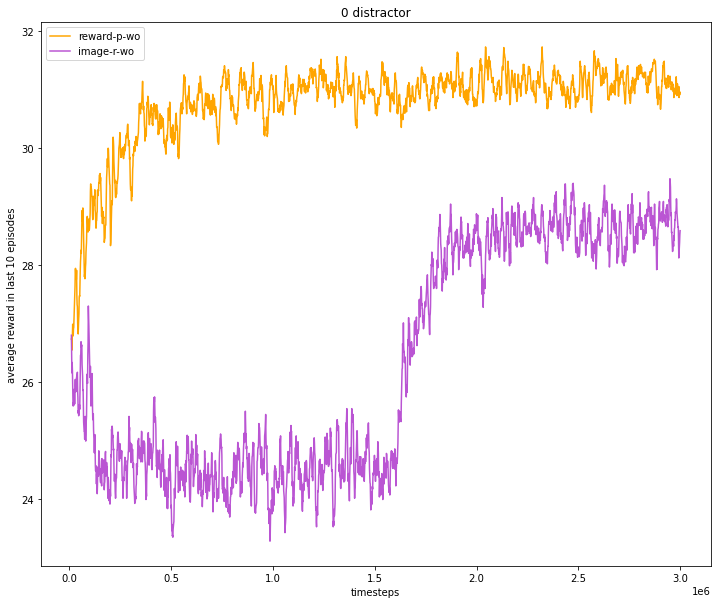 0 distractor
reward-p-wo
image-r-wo
average reward in last 10 episodes
32
30
28
26
24
0.0 0.5 1.0 1.5 2.0 2.5 3.0
1e6
timesteps